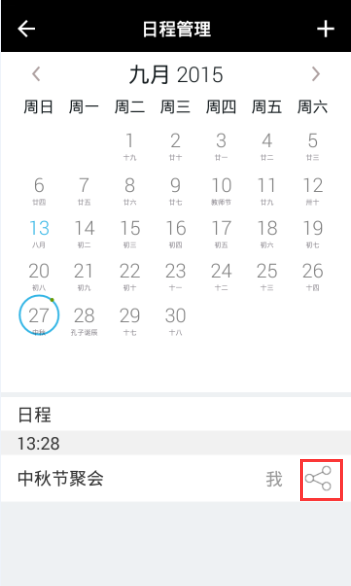 日程管理
九月 2015
周日 周一 周二 周三 周四 周五 周六
1 2 3 4 5
十九 廿十 廿一 廿二 廿三
6 7 8 9 10 11 12
廿四 廿五 廿六 廿七 教师节 廿九 卅十
13 14 15 16 17 18 19
八月 初二 初三 初四 初五 初六 初七
20 21 22 23 24 25 26
初八 初九 初十 十一 十二 十三 十四
27 28 29 30
中秋 孔子诞辰 十七 十八
日程
13:28
中秋节聚会 我